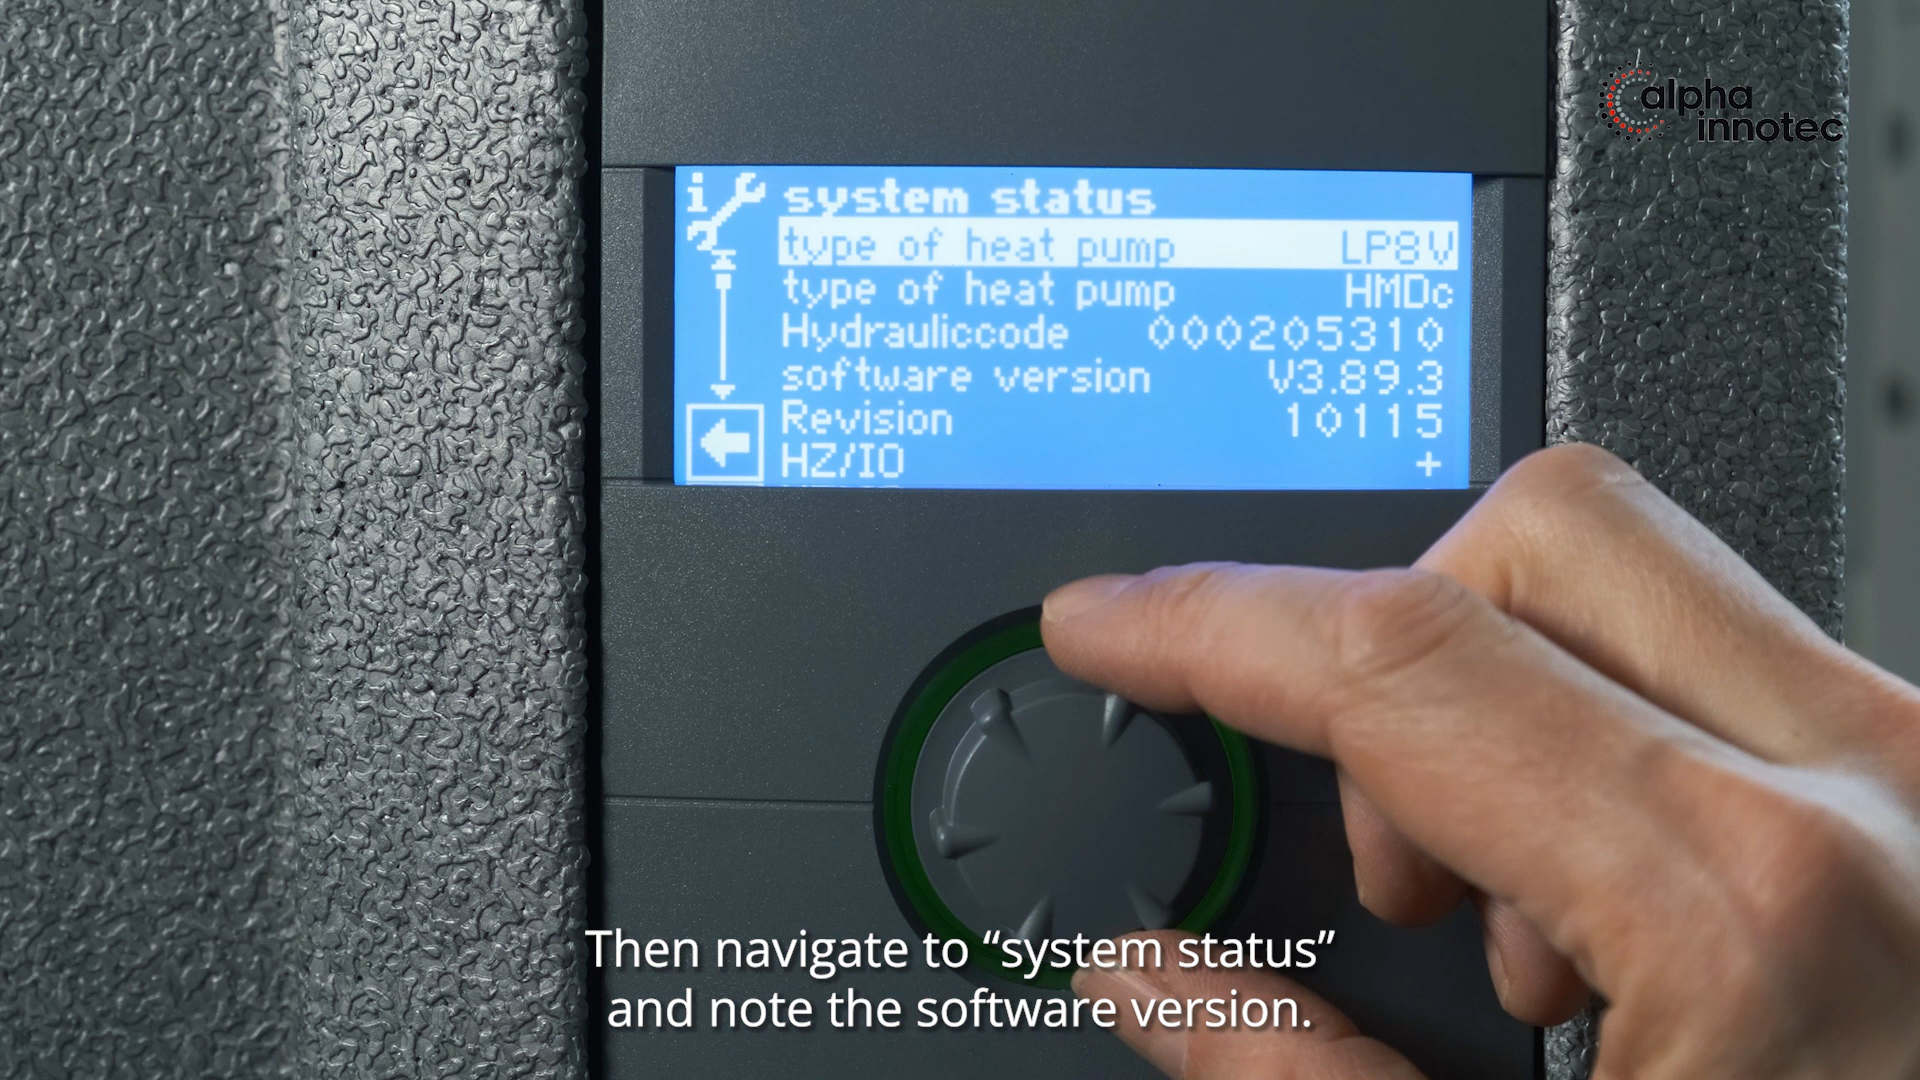 alpha
innotec
i system status
type of heat pump LP8V
type of heat pump HMDc
Hydrauliccode 000205310
software version V3.89.3
Revision 10115
HZ/IO +
Then navigate to “system status”
and note the software version.